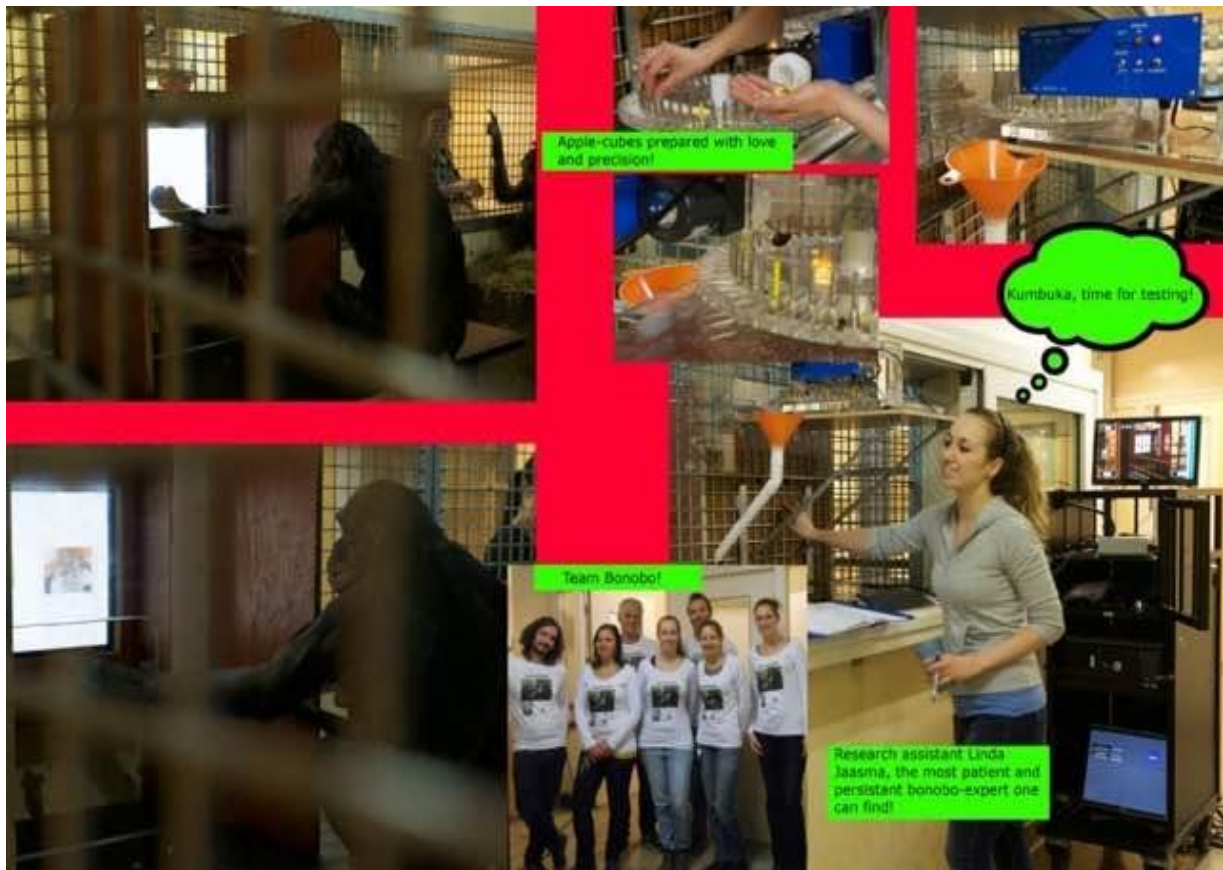 Apple-cubes prepared with love
and precision!
Kumbuka, time for testing!
Team Bonobo!
Research assistant Linda
Jaasma, the most patient and
persistant bonobo-expert one
can find!